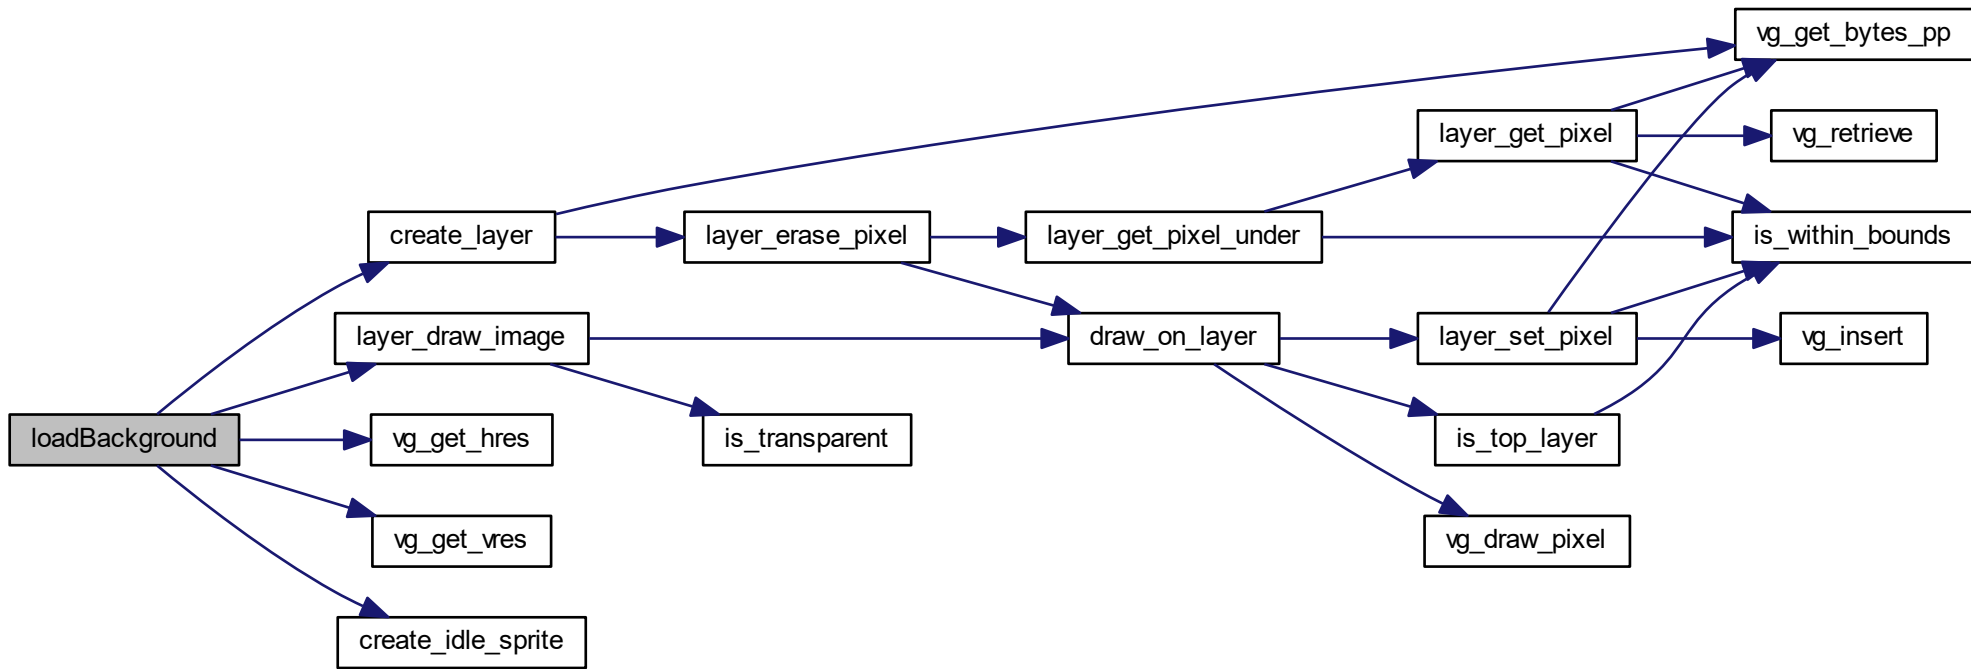 vg_get_bytes_pp
layer_get_pixel
vg_retrieve
create_layer
layer_erase_pixel
layer_get_pixel_under
is_within_bounds
layer_draw_image
draw_on_layer
layer_set_pixel
vg_insert
loadBackground
vg_get_hres
is_transparent
is_top_layer
vg_get_vres
vg_draw_pixel
create_idle_sprite